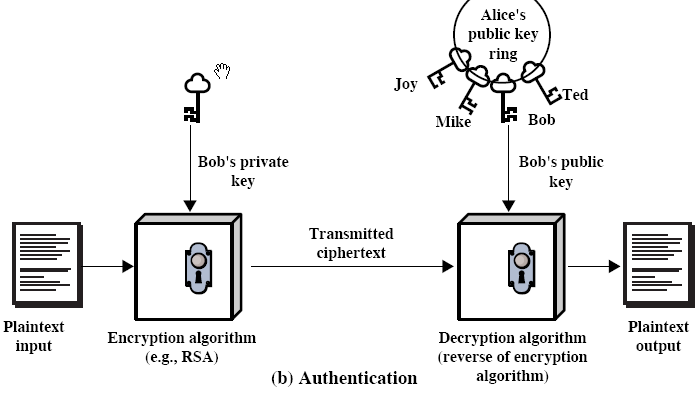 Alice's
public key
ring
Joy
Mike
Bob
Ted
Bob's private
key
Bob's public
key
Transmitted
ciphertext
Plaintext
input
Encryption algorithm
(e.g., RSA)
Decryption algorithm
(reverse of encryption
algorithm)
Plaintext
output
(b) Authentication